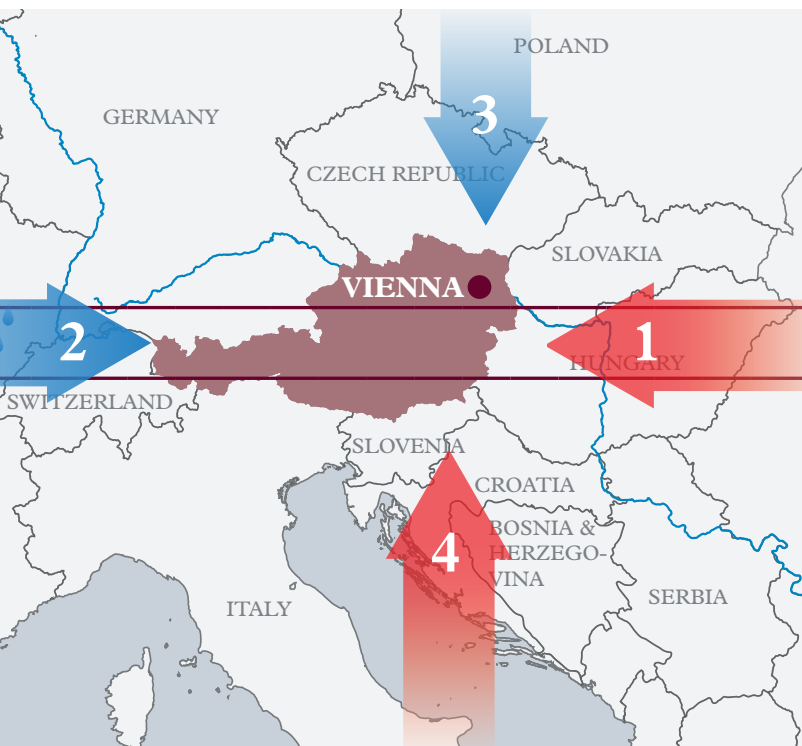 POLAND
3
GERMANY
CZECH REPUBLIC
SLOVAKIA
VIENNA
2
1
HUNGARY
SWITZERLAND
SLOVENIA
CROATIA
BOSNIA &
HERZEGO-
VINA
4
SERBIA
ITALY